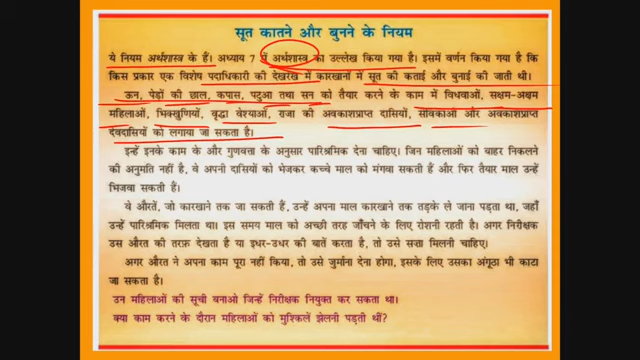 सूत कातने और बुनने के नियम
ये नियम अर्थशास्त्र के हैं। अध्याय 7 में अर्थशास्त्र का उल्लेख किया गया है। इसमें वर्णन किया गया है कि
किस प्रकार एक विशेष पदाधिकारी की देखरेख में कारखानों में सूत की कताई और बुनाई की जाती थी।
ऊन, पेड़ों की छाल, कपास, पटुआ तथा सन को तैयार करने के काम में विधवाओं, सक्षम-अक्षम
महिलाओं, भिक्खुणियों, वृद्धा वेश्याओं, राजा की अवकाशप्राप्त दासियों, सेविकाओं और अवकाशप्राप्त
देवदासियों को लगाया जा सकता है।
इन्हें इनके काम के और गुणवत्ता के अनुसार पारिश्रमिक देना चाहिए। जिन महिलाओं को बाहर निकलने
की अनुमति नहीं है, वे अपनी दासियों को भेजकर कच्चे माल को मंगवा सकती हैं और फिर तैयार माल उन्हें
भिजवा सकती हैं।
वे औरतें, जो कारखाने तक जा सकती हैं, उन्हें अपना माल कारखाने तक तड़के ले जाना पड़ता था, जहाँ
उन्हें पारिश्रमिक मिलता था। इस समय माल को अच्छी तरह जाँचने के लिए रोशनी रहती है। अगर निरीक्षक
उस औरत की तरफ़ देखता है या इधर-उधर की बातें करता है, तो उसे सज़ा मिलनी चाहिए।
अगर औरत ने अपना काम पूरा नहीं किया, तो उसे जुर्माना देना होगा, इसके लिए उसका अंगूठा भी काटा
जा सकता है।
उन महिलाओं की सूची बनाओ जिन्हें निरीक्षक नियुक्त कर सकता था।
क्या काम करने के दौरान महिलाओं को मुश्किलें झेलनी पड़ती थीं?